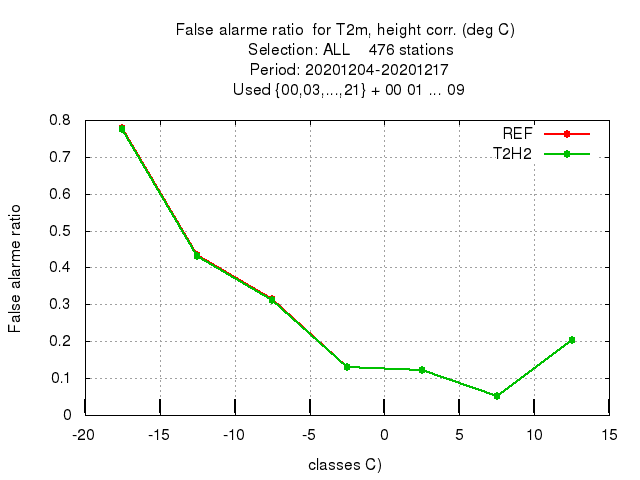 False alarme ratio  for T2m, height corr. (deg C)
Selection: ALL    476 stations
Period: 20201204-20201217
Used {00,03,...,21} + 00 01 ... 09
REF
T2H2
False alarme ratio
0.8
0.7
0.6
0.5
0.4
0.3
0.2
0.1
0
-20 -15 -10 -5 0 5 10 15
classes C)